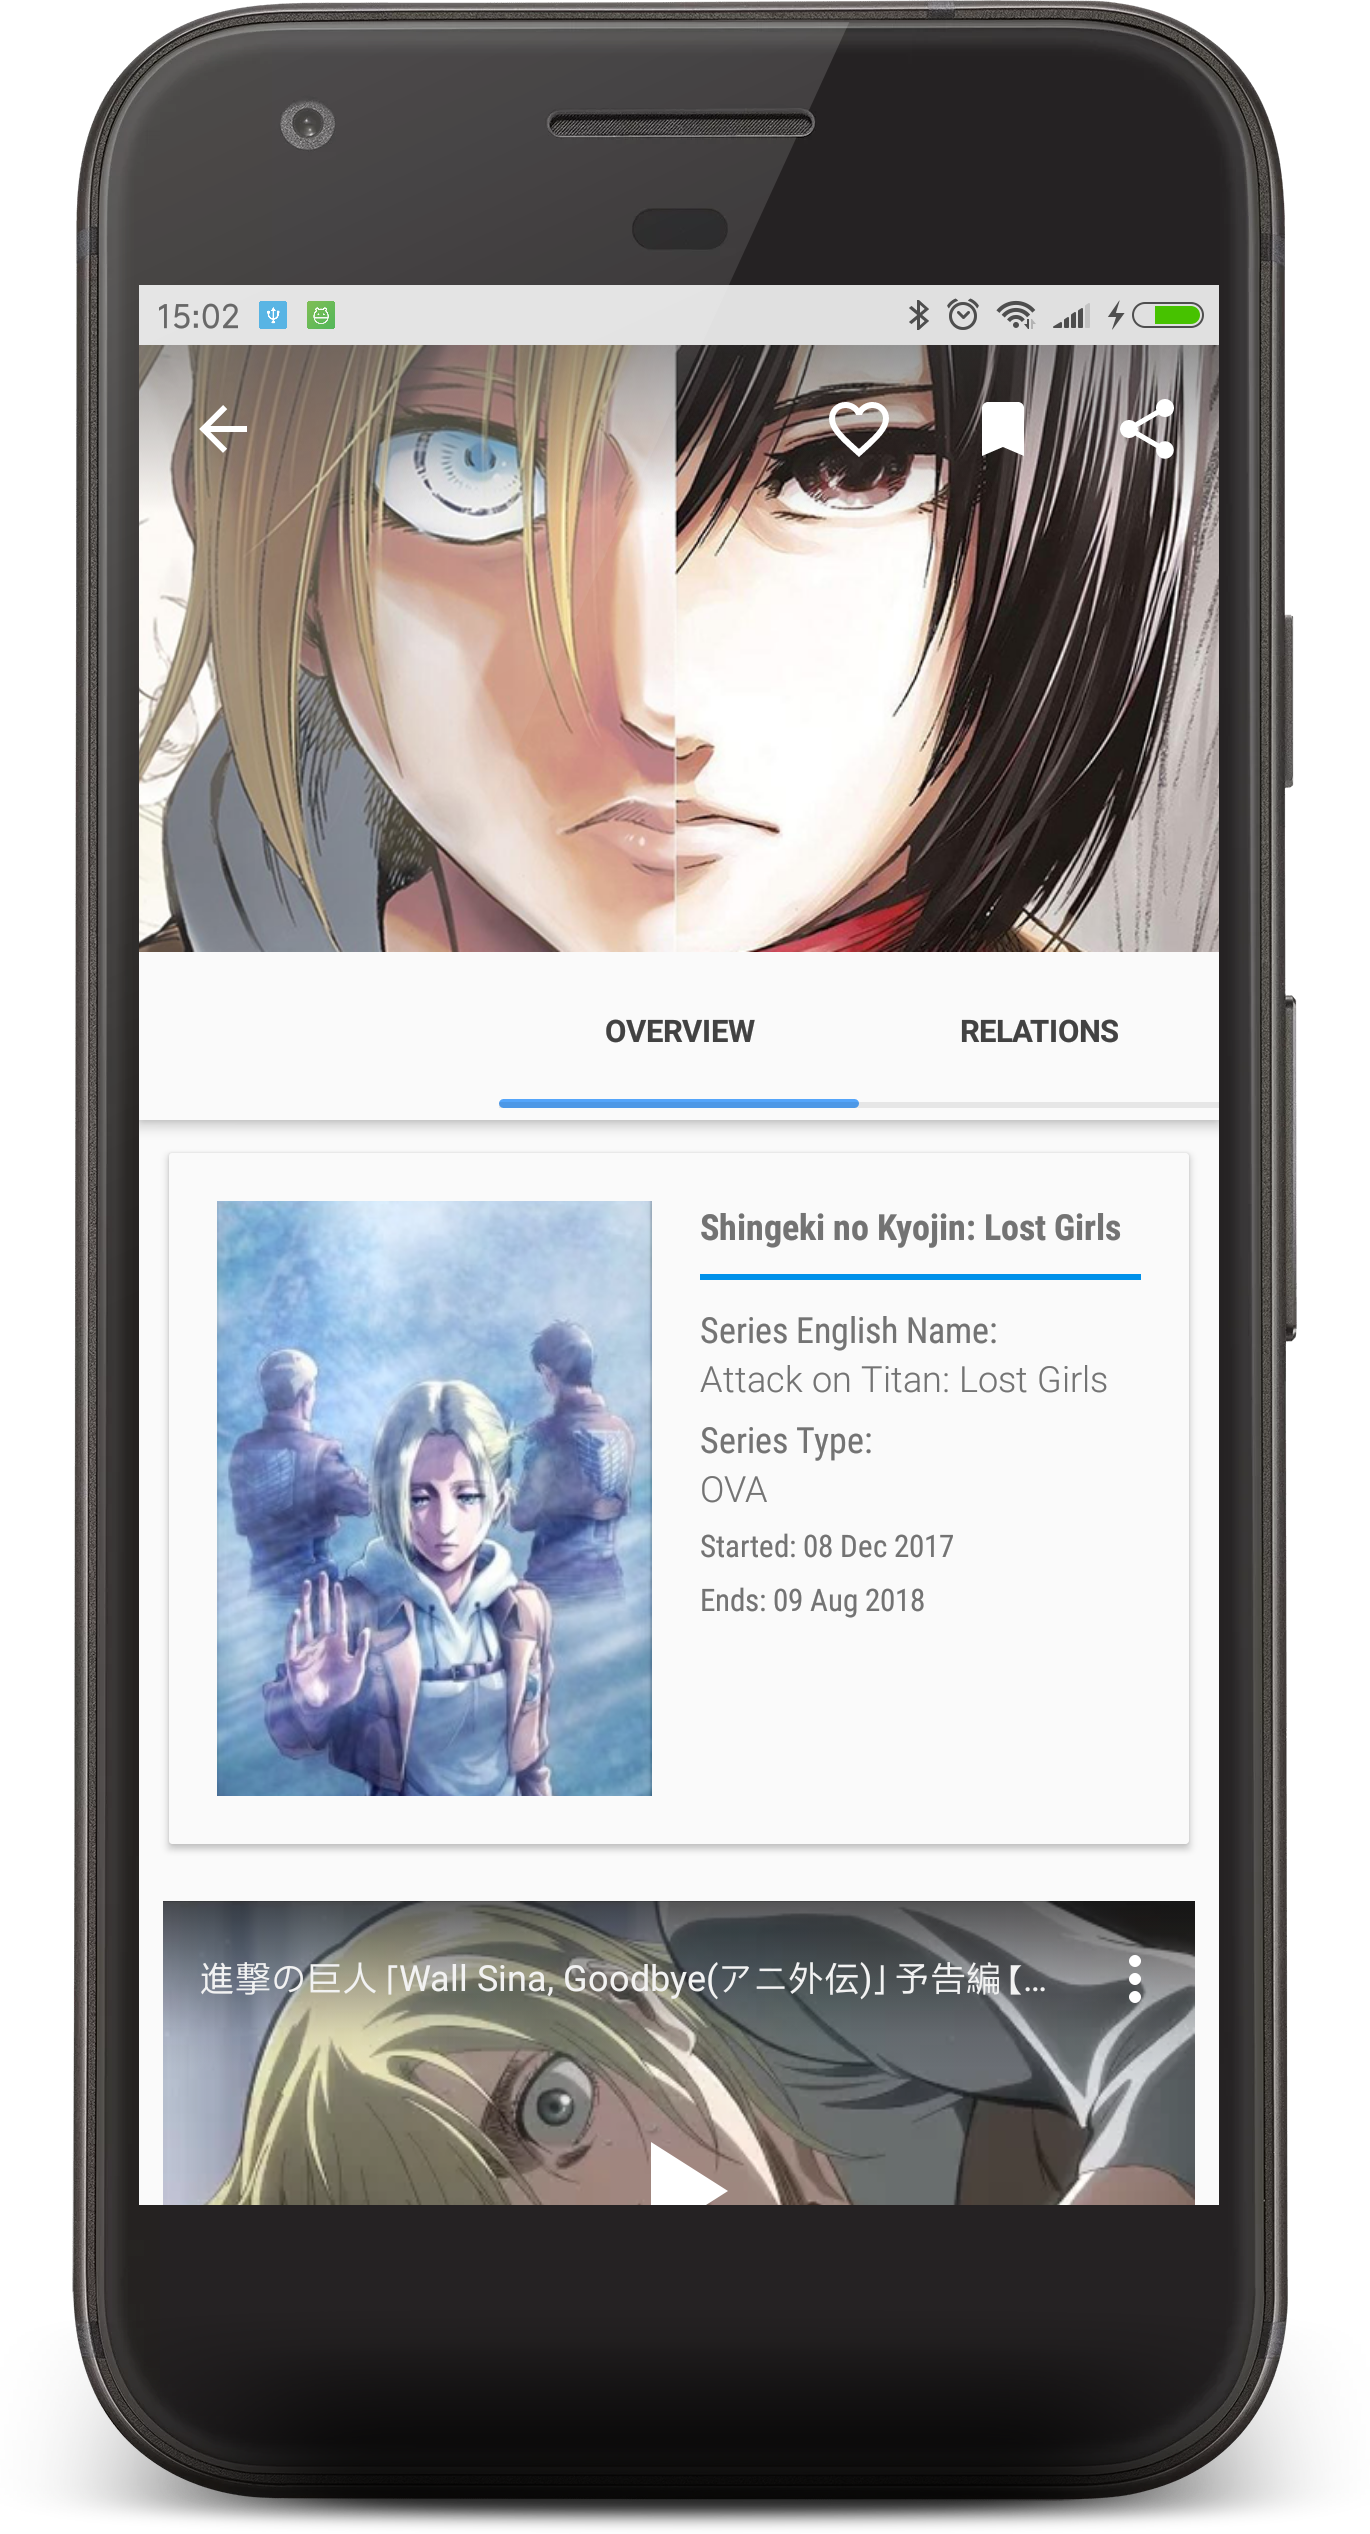 15:02
OVERVIEW
RELATIONS
Shingeki no Kyojin: Lost Girls
Series English Name:
Attack on Titan: Lost Girls
Series Type:
OVA
Started: 08 Dec 2017
Ends: 09 Aug 2018
進撃の巨人「Wall Sina, Goodbye(アニ外伝)」予告編【...